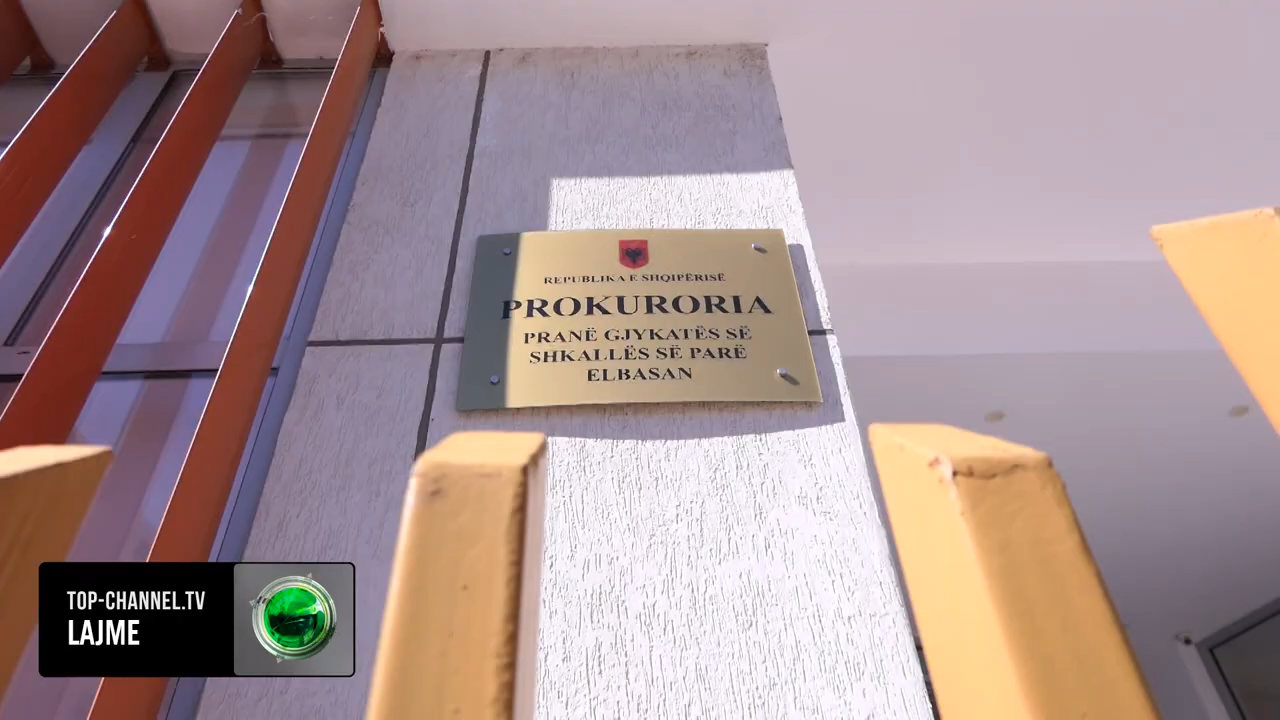 REPUBLIKA E SHQIPËRISË
PROKURORIA
PRANË GJYKATËS SË
SHKALLËS SË PARË
ELBASAN
TOP-CHANNEL.TV
LAJME